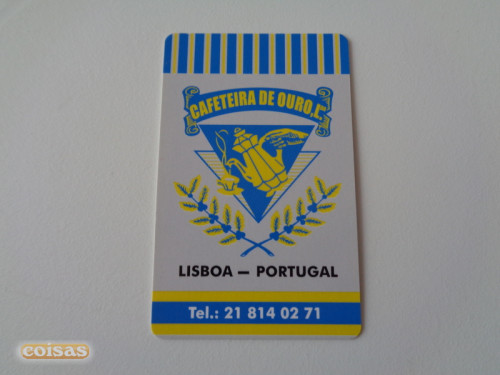 CAFETEIRA DE OURO, L.
LISBOA — PORTUGAL
Tel.: 21 814 02 71
coisas